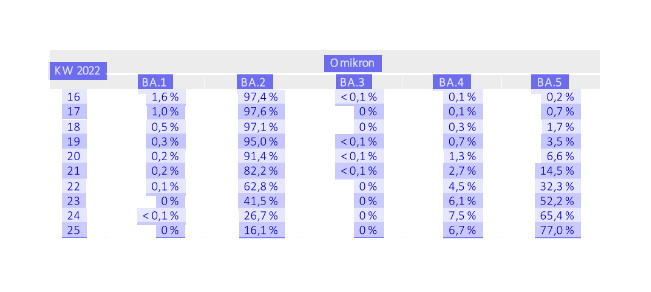 KW 2022 Omikron
BA.1 BA.2 BA.3 BA.4 BA.5
16 1,6 % 97,4 % <0,1 % 0,1 % 0,2 %
17 1,0 % 97,6 % 0 % 0,1 % 0,7 %
18 0,5 % 97,1 % 0 % 0,3 % 1,7 %
19 0,3 % 95,0 % <0,1 % 0,7 % 3,5 %
20 0,2 % 91,4 % <0,1 % 1,3 % 6,6 %
21 0,2 % 82,2 % <0,1 % 2,7 % 14,5 %
22 0,1 % 62,8 % 0 % 4,5 % 32,3 %
23 0 % 41,5 % 0 % 6,1 % 52,2 %
24 <0,1 % 26,7 % 0 % 7,5 % 65,4 %
25 0 % 16,1 % 0 % 6,7 % 77,0 %